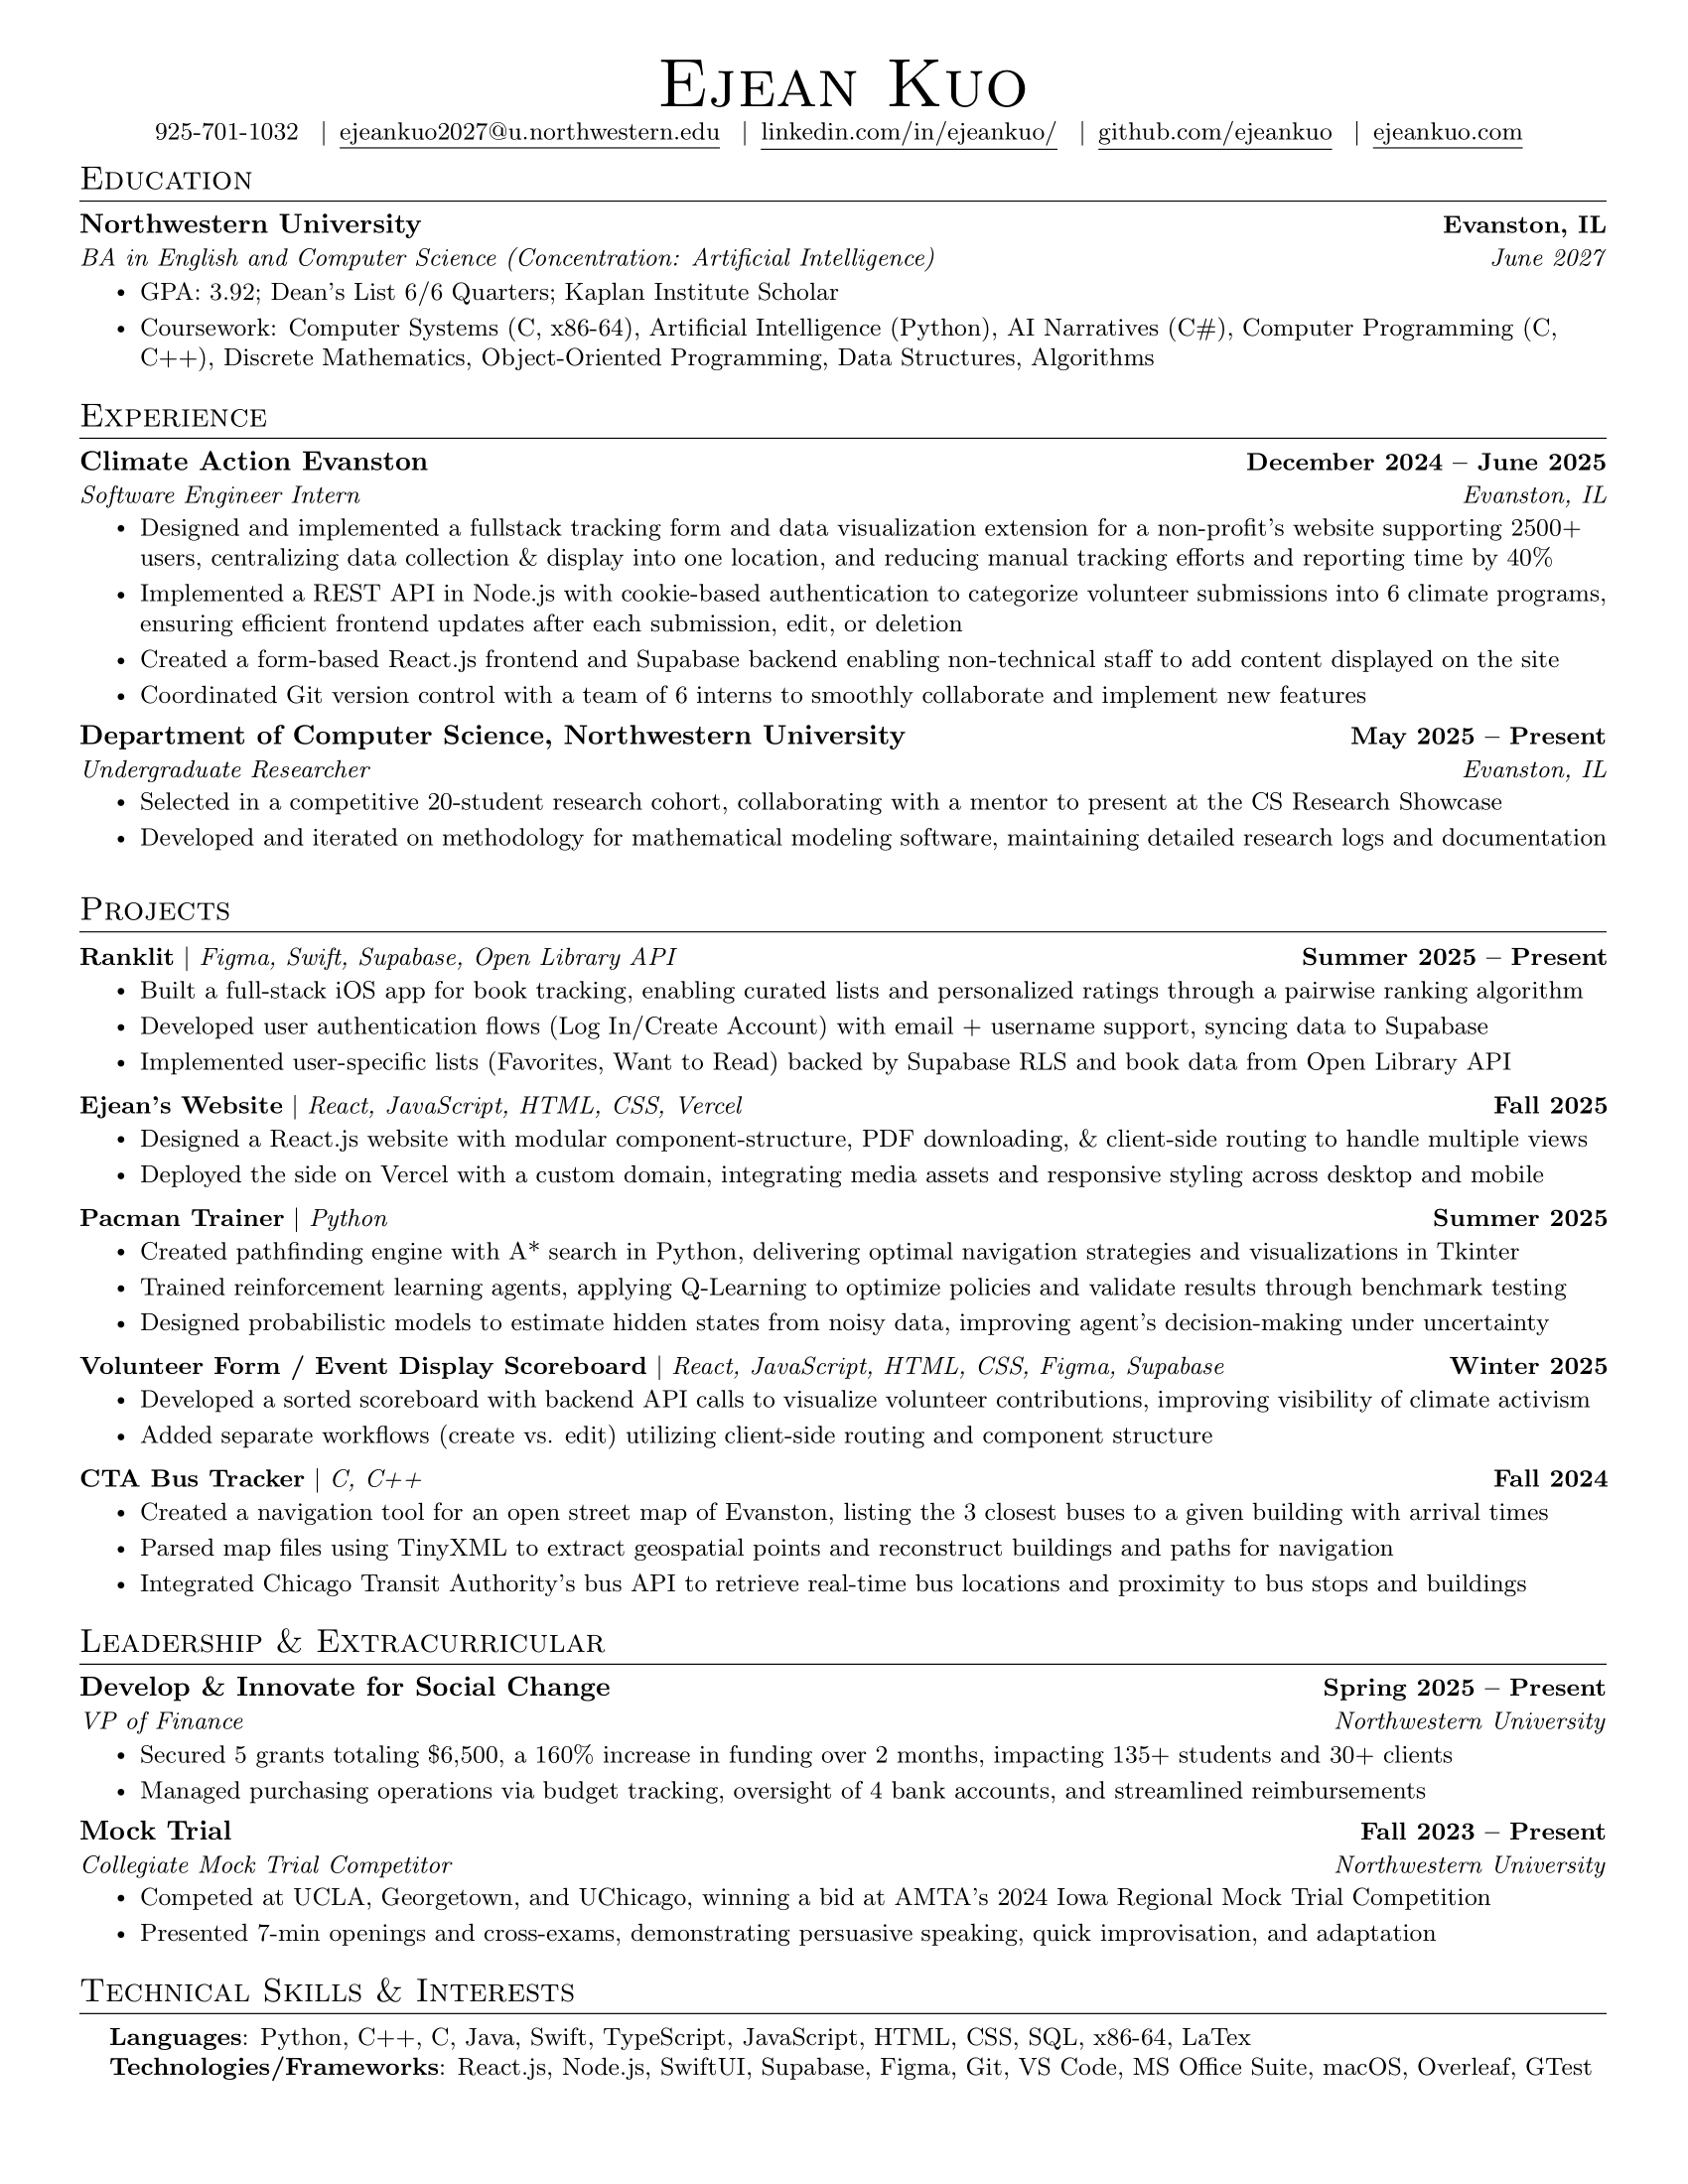 Ejean Kuo
925-701-1032 | ejeankuo2027@u.northwestern.edu | linkedin.com/in/ejeankuo/ | github.com/ejeankuo | ejeankuo.com
Education
Northwestern University Evanston, IL
BA in English and Computer Science (Concentration: Artificial Intelligence) June 2027
• GPA: 3.92; Dean's List 6/6 Quarters; Kaplan Institute Scholar
• Coursework: Computer Systems (C, x86-64), Artificial Intelligence (Python), AI Narratives (C#), Computer Programming (C,
C++), Discrete Mathematics, Object-Oriented Programming, Data Structures, Algorithms
Experience
Climate Action Evanston December 2024 – June 2025
Software Engineer Intern Evanston, IL
• Designed and implemented a fullstack tracking form and data visualization extension for a non-profit's website supporting 2500+
users, centralizing data collection & display into one location, and reducing manual tracking efforts and reporting time by 40%
• Implemented a REST API in Node.js with cookie-based authentication to categorize volunteer submissions into 6 climate programs,
ensuring efficient frontend updates after each submission, edit, or deletion
• Created a form-based React.js frontend and Supabase backend enabling non-technical staff to add content displayed on the site
• Coordinated Git version control with a team of 6 interns to smoothly collaborate and implement new features
Department of Computer Science, Northwestern University May 2025 – Present
Undergraduate Researcher Evanston, IL
• Selected in a competitive 20-student research cohort, collaborating with a mentor to present at the CS Research Showcase
• Developed and iterated on methodology for mathematical modeling software, maintaining detailed research logs and documentation
Projects
Ranklit | Figma, Swift, Supabase, Open Library API Summer 2025 – Present
• Built a full-stack iOS app for book tracking, enabling curated lists and personalized ratings through a pairwise ranking algorithm
• Developed user authentication flows (Log In/Create Account) with email + username support, syncing data to Supabase
• Implemented user-specific lists (Favorites, Want to Read) backed by Supabase RLS and book data from Open Library API
Ejean's Website | React, JavaScript, HTML, CSS, Vercel Fall 2025
• Designed a React.js website with modular component-structure, PDF downloading, & client-side routing to handle multiple views
• Deployed the side on Vercel with a custom domain, integrating media assets and responsive styling across desktop and mobile
Pacman Trainer | Python Summer 2025
• Created pathfinding engine with A* search in Python, delivering optimal navigation strategies and visualizations in Tkinter
• Trained reinforcement learning agents, applying Q-Learning to optimize policies and validate results through benchmark testing
• Designed probabilistic models to estimate hidden states from noisy data, improving agent's decision-making under uncertainty
Volunteer Form / Event Display Scoreboard | React, JavaScript, HTML, CSS, Figma, Supabase Winter 2025
• Developed a sorted scoreboard with backend API calls to visualize volunteer contributions, improving visibility of climate activism
• Added separate workflows (create vs. edit) utilizing client-side routing and component structure
CTA Bus Tracker | C, C++ Fall 2024
• Created a navigation tool for an open street map of Evanston, listing the 3 closest buses to a given building with arrival times
• Parsed map files using TinyXML to extract geospatial points and reconstruct buildings and paths for navigation
• Integrated Chicago Transit Authority's bus API to retrieve real-time bus locations and proximity to bus stops and buildings
Leadership & Extracurricular
Develop & Innovate for Social Change Spring 2025 – Present
VP of Finance Northwestern University
• Secured 5 grants totaling $6,500, a 160% increase in funding over 2 months, impacting 135+ students and 30+ clients
• Managed purchasing operations via budget tracking, oversight of 4 bank accounts, and streamlined reimbursements
Mock Trial Fall 2023 – Present
Collegiate Mock Trial Competitor Northwestern University
• Competed at UCLA, Georgetown, and UChicago, winning a bid at AMTA's 2024 Iowa Regional Mock Trial Competition
• Presented 7-min openings and cross-exams, demonstrating persuasive speaking, quick improvisation, and adaptation
Technical Skills & Interests
Languages: Python, C++, C, Java, Swift, TypeScript, JavaScript, HTML, CSS, SQL, x86-64, LaTex
Technologies/Frameworks: React.js, Node.js, SwiftUI, Supabase, Figma, Git, VS Code, MS Office Suite, macOS, Overleaf, GTest